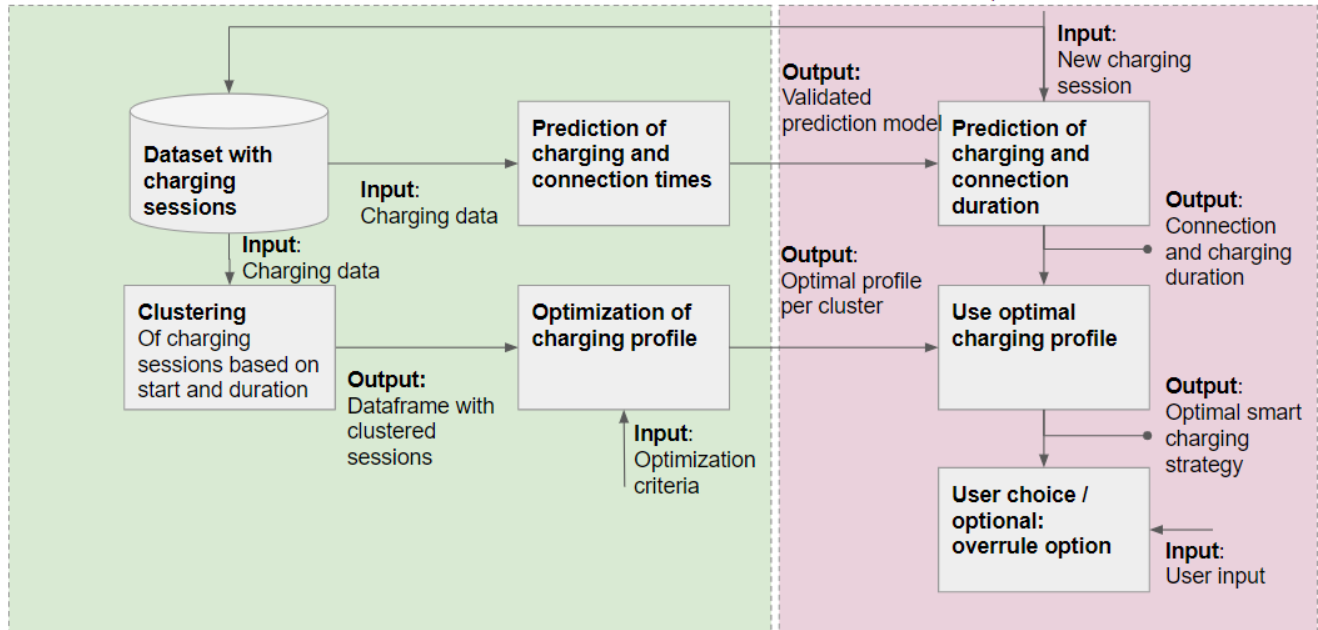 Input:
New charging
session
Output:
Validated
prediction model
Dataset with
charging
sessions
Prediction of
charging and
connection times
Prediction of
charging and
connection
duration
Input:
Charging data
Output:
Connection
and charging
duration
Input:
Charging data
Output:
Optimal profile
per cluster
Clustering
Of charging
sessions based on
start and duration
Optimization of
charging profile
Use optimal
charging profile
Output:
Dataframe with
clustered
sessions
Input:
Optimization
criteria
Output:
Optimal smart
charging
strategy
User choice /
optional:
overrule option
Input:
User input